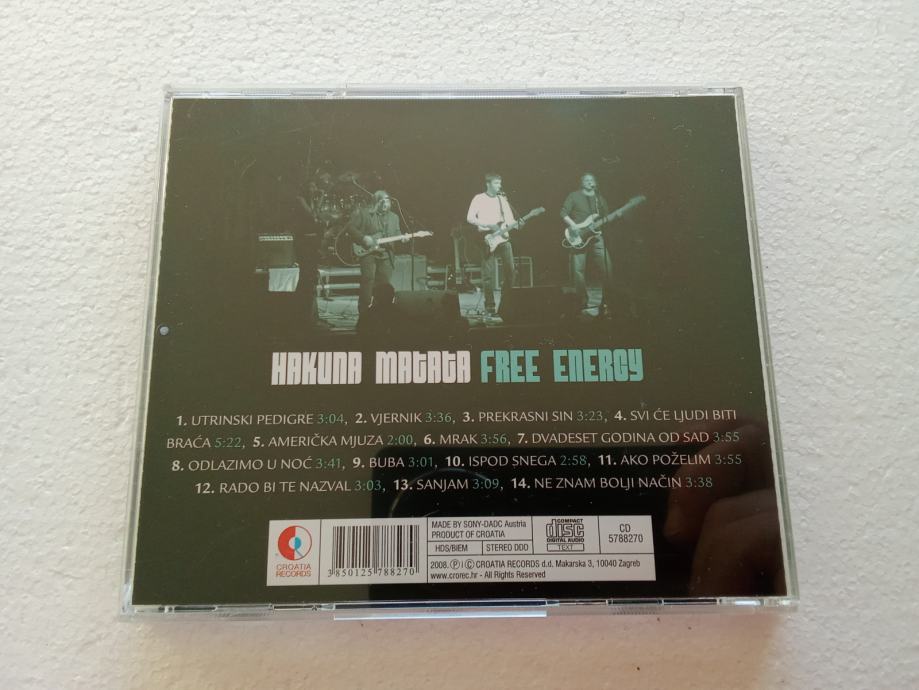 HAKUNA MATATA FREE ENERGY
1. UTRINSKI PEDIGRE 3:04, 2. VJERNIK 3:36, 3. PREKRASNI SIN 3:23, 4. SVI ĆE LJUDI BITI
BRAĆA 5:22, 5. AMERIČKA MJUZA 2:00, 6. MRAK 3:56, 7. DVADESET GODINA OD SAD 3:55
8. ODLAZIMO U NOĆ 3:41, 9. BUBA 3:01, 10. ISPOD SNEGA 2:58, 11. AKO POŽELIM 3:55
12. RADO BI TE NAZVAL 3:03, 13. SANJAM 3:09, 14. NE ZNAM BOLJI NAČIN 3:38
CROATIA
RECORDS
3 850125 788270
MADE BY SONY-DADC Austria
PRODUCT OF CROATIA
HDS/BIEM
STEREO DDD
COMPACT
disc
DIGITAL AUDIO
TEXT
CD
5788270
2008. Ⓟ I © CROATIA RECORDS d.d. Makarska 3, 10040 Zagreb
www.crorec.hr - All Rights Reserved